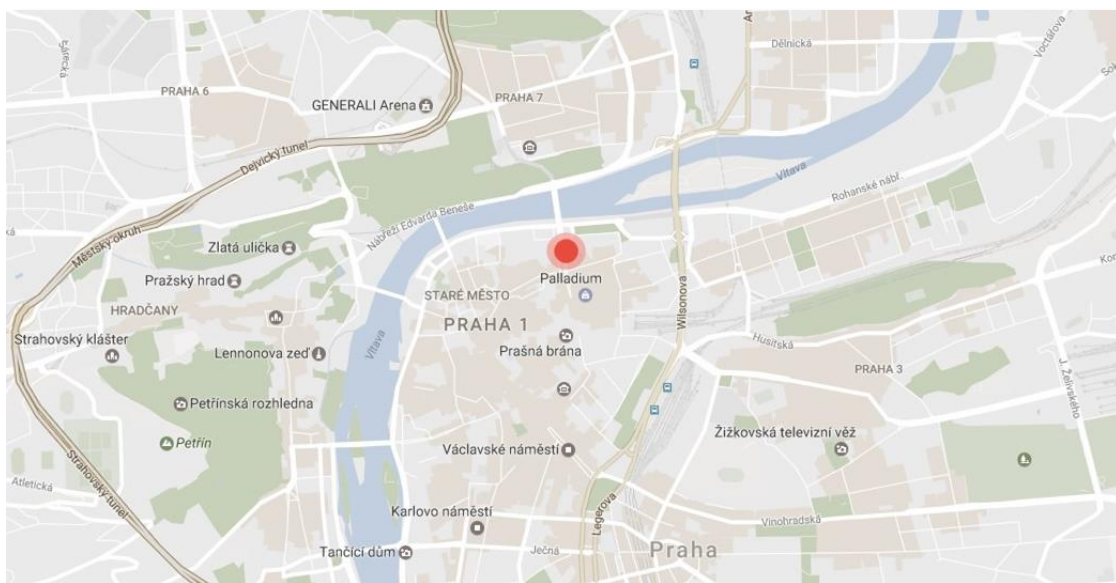 Šárecká
PRAHA 6
GENERALI Arena
PRAHA 7
Dělnická
Voctářova
Dejvický tunel
Městský okruh
Nábřeží Edvarda Beneše
Vltava
Rohanské nábř
Zlatá ulička
Pražský hrad
HRADČANY
Palladium
STARÉ MĚSTO
PRAHA 1
Wilsonova
Strahovský klášter
Lennonova zeď
Vltava
Prašná brána
Husitská
PRAHA 3
J. Želivského
Petřínská rozhledna
Petřín
Václavské náměstí
Žižkovská televizní věž
Atletická
Strahovský tunel
Karlovo náměstí
Legerova
Vinohradská
Tančící dům
Ječná
Praha